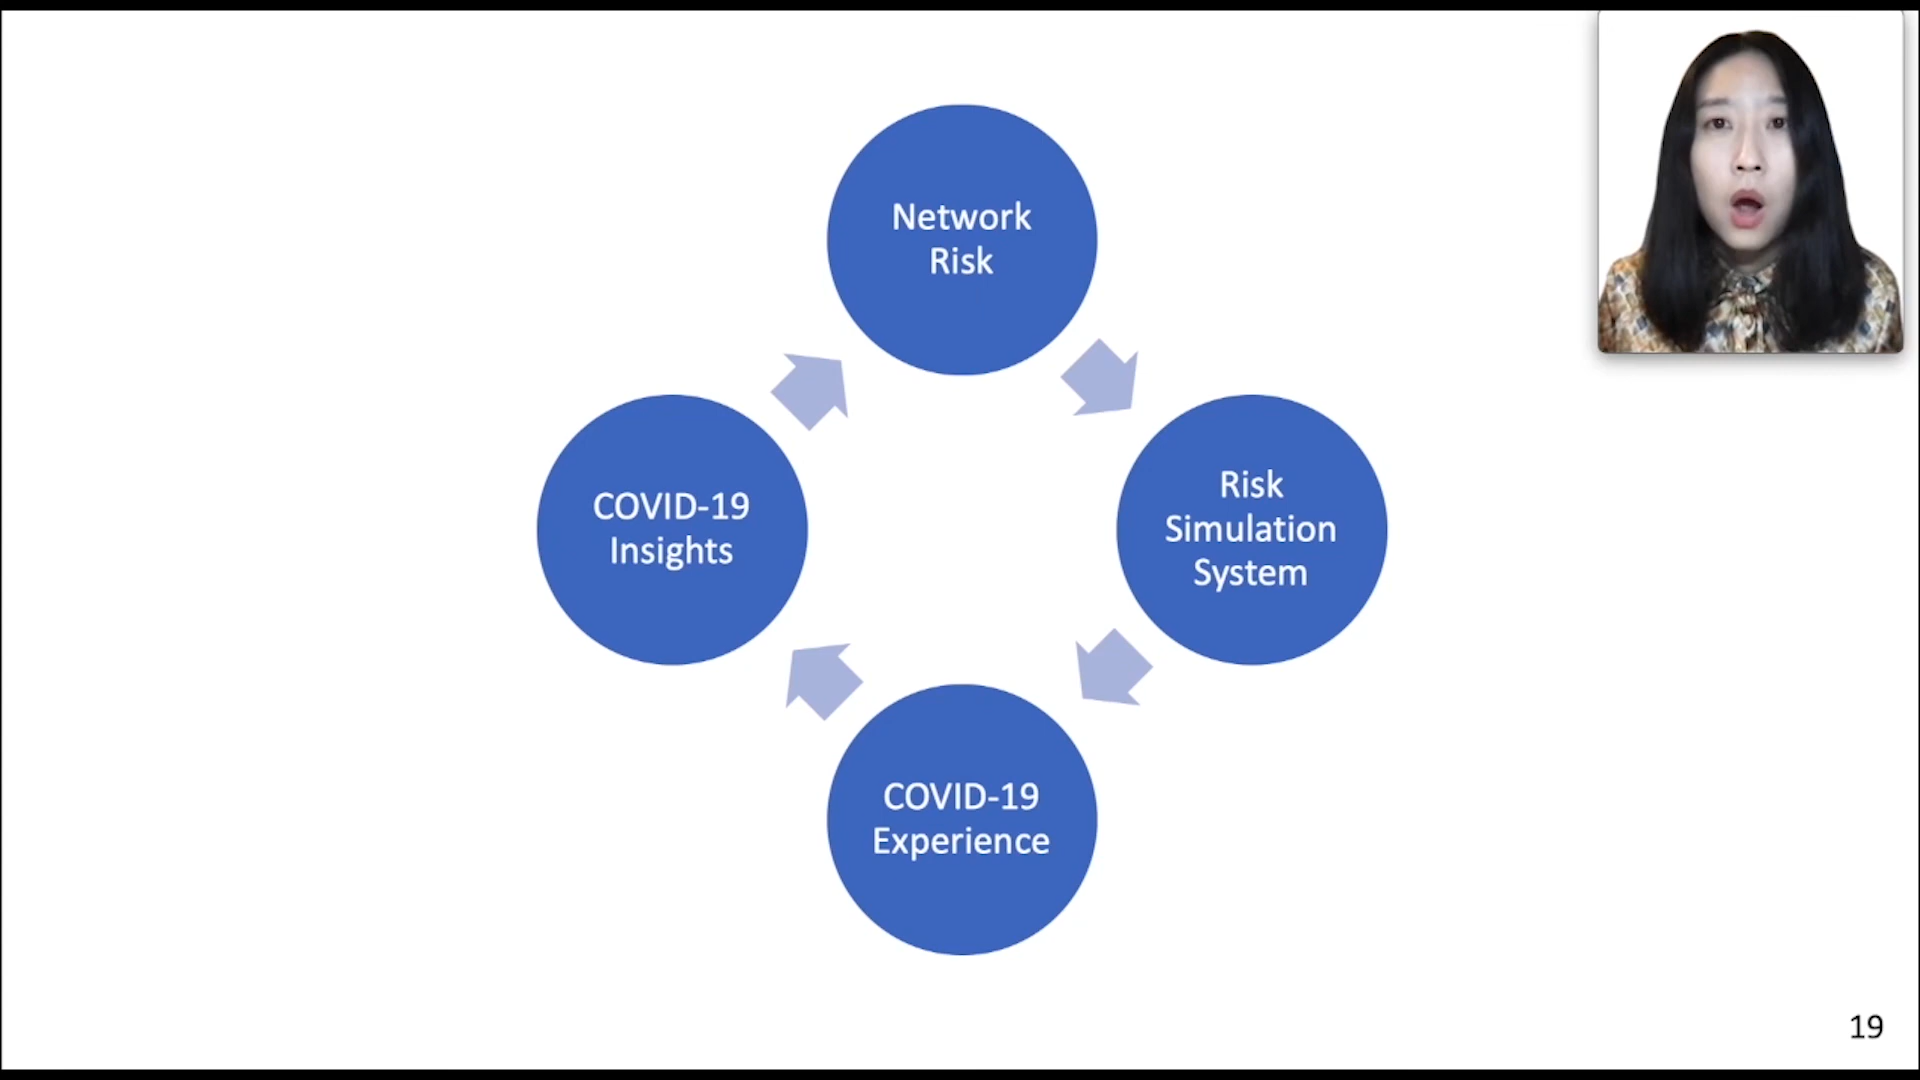 Network
Risk
Risk
Simulation
System
COVID-19
Experience
COVID-19
Insights
19